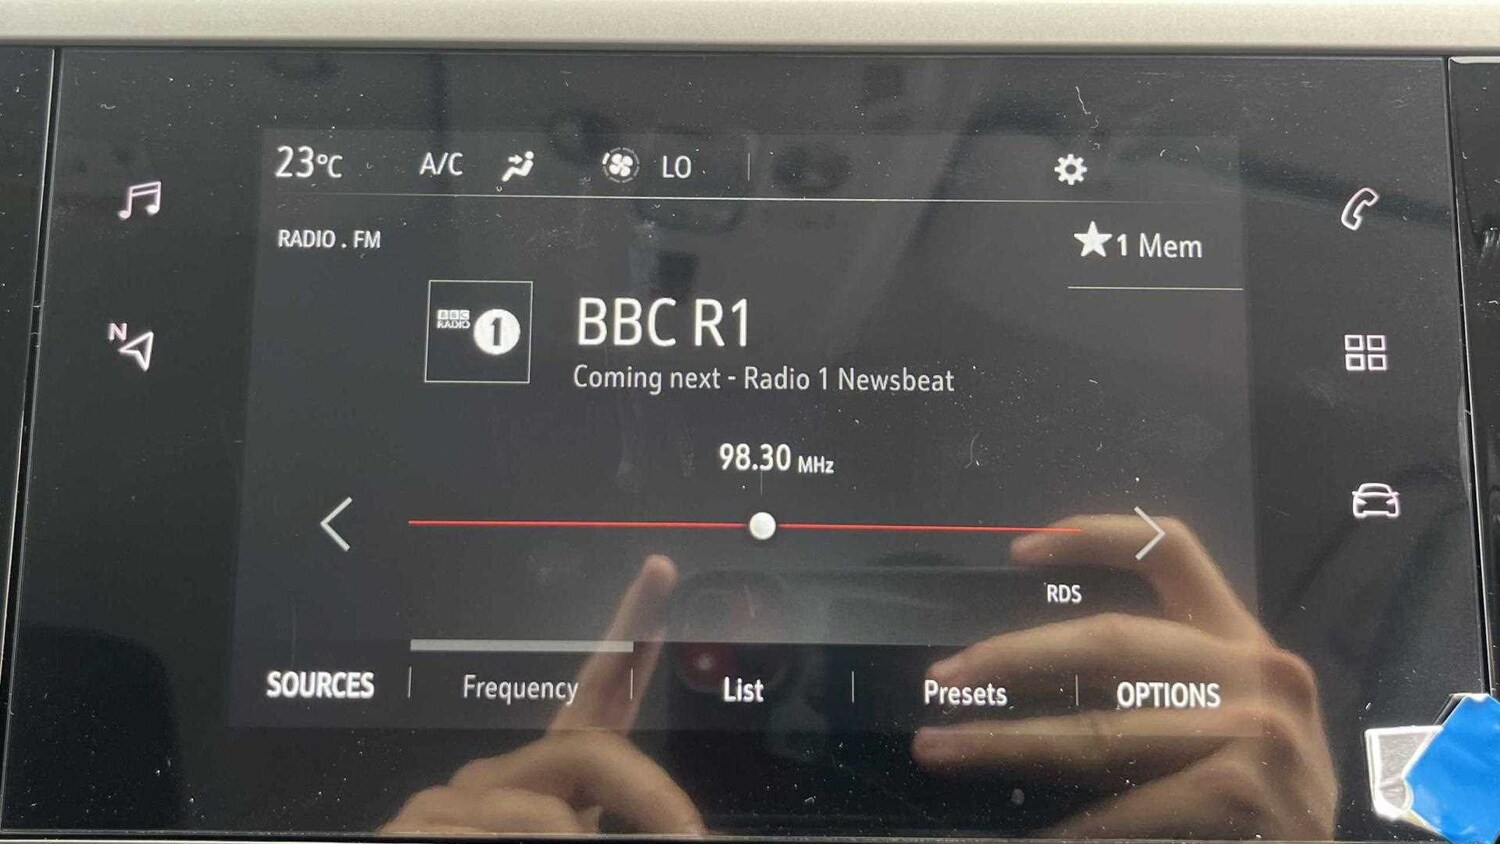 23°C A/C LO
RADIO . FM
★1 Mem
N
BBC
RADIO
1
BBC R1
Coming next - Radio 1 Newsbeat
98.30 MHz
RDS
SOURCES Frequency List Presets OPTIONS